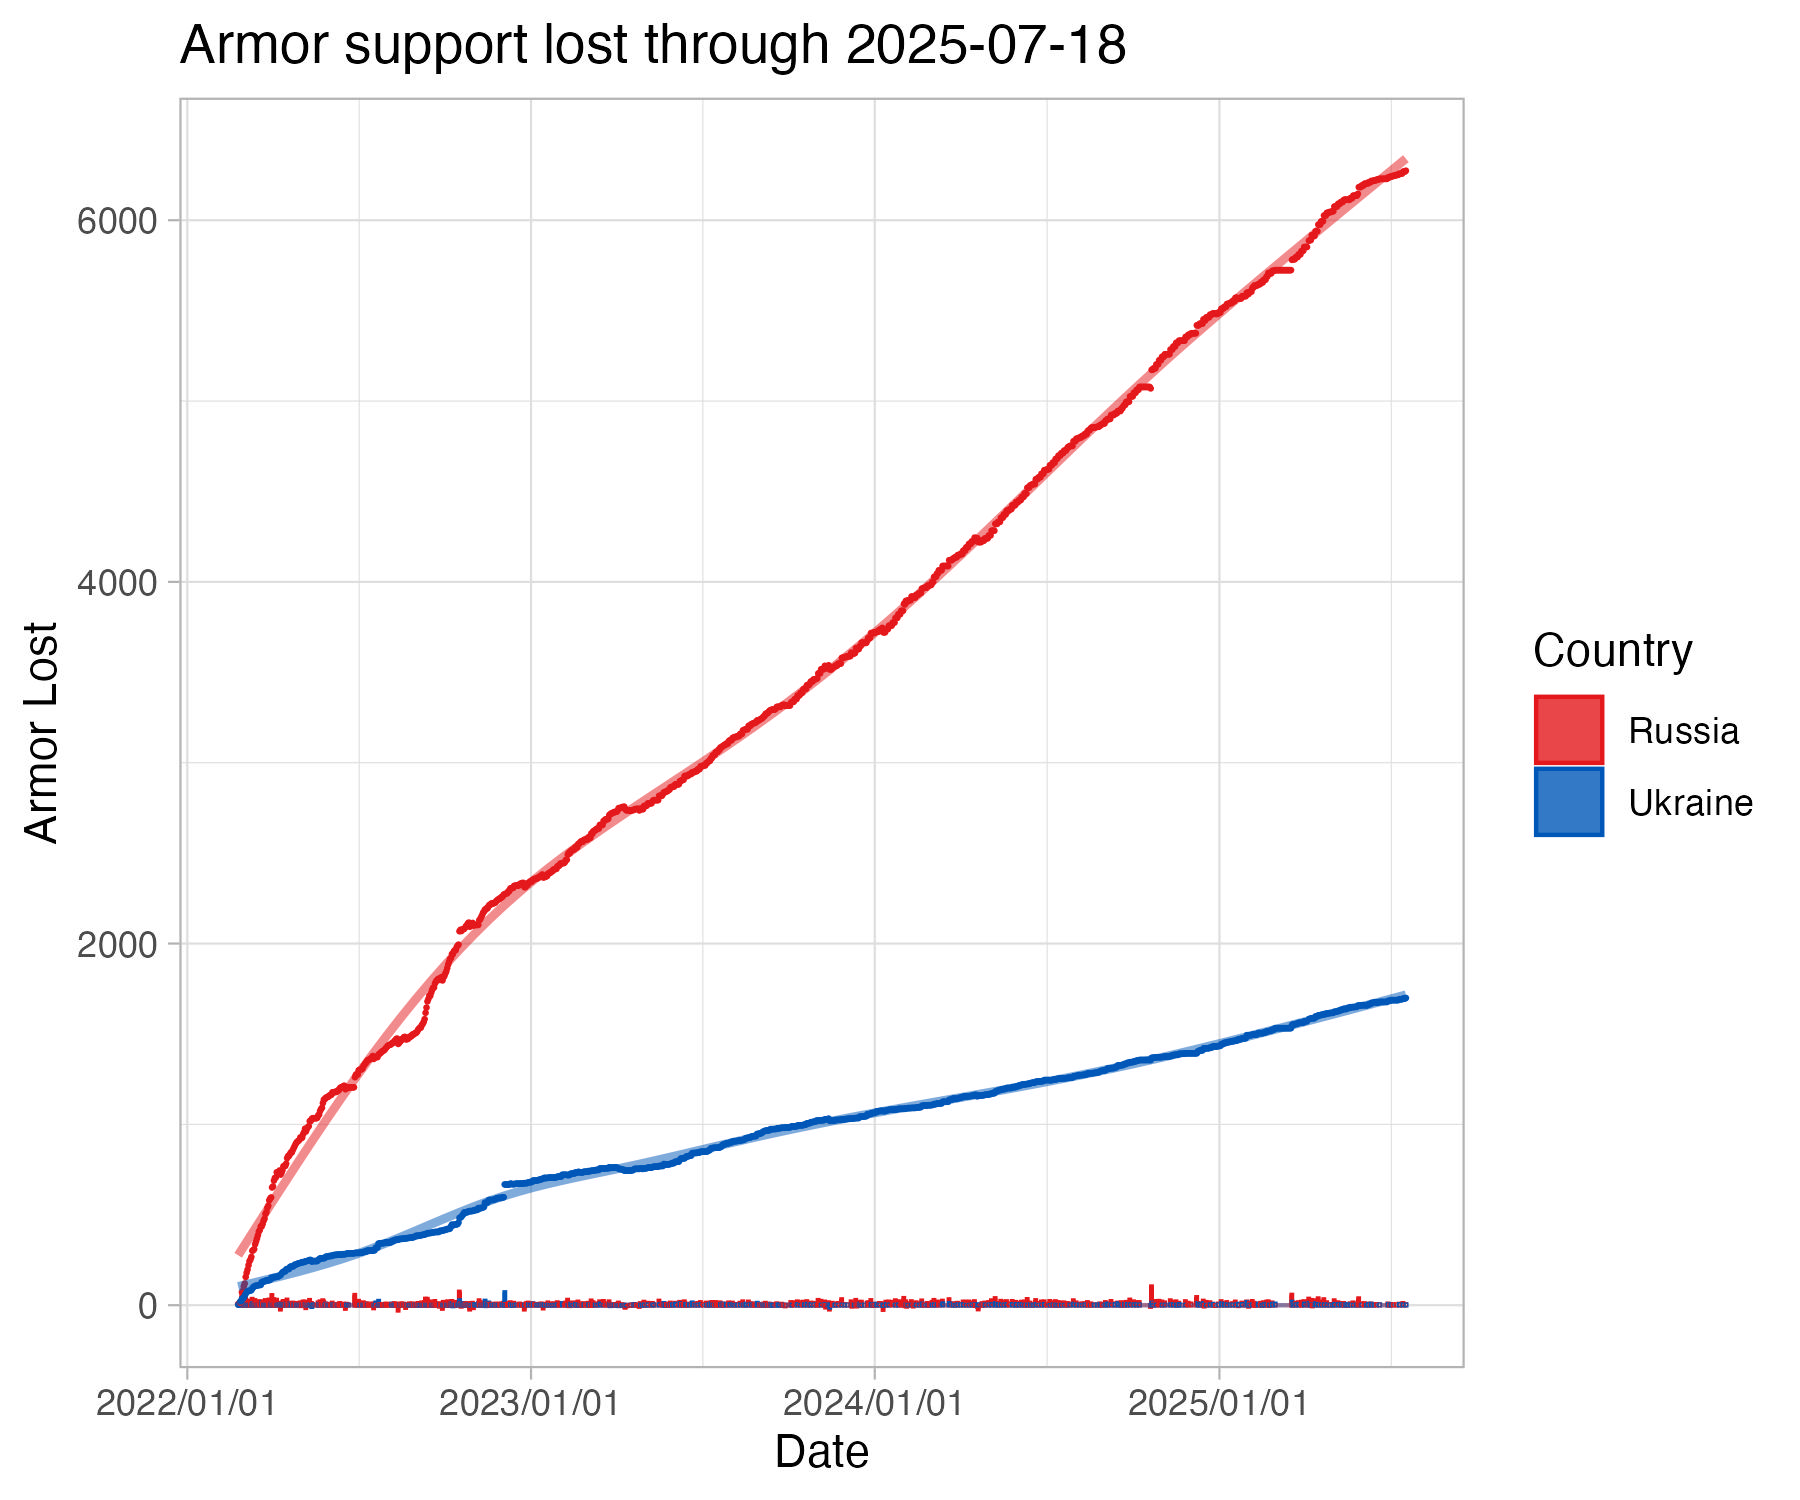 Armor support lost through 2025-07-18
Armor Lost
6000
4000
2000
0
2022/01/01
2023/01/01
2024/01/01
2025/01/01
Date
Country
Russia
Ukraine